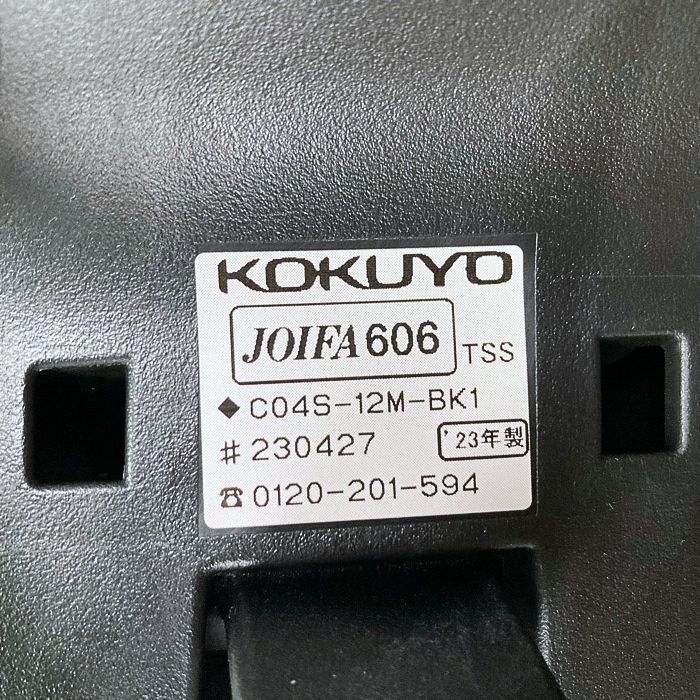 KOKUYO
JOIFA606 TSS
◆ C04S-12M-BK1
#230427 '23年製
☎ 0120-201-594